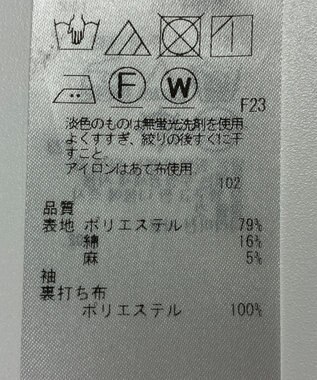 F
W
F23
淡色のものは無蛍光洗剤を使用
よくすすぎ、絞りの後すぐに干
すこと。
アイロンはあて布使用
102
品質
表地 ポリエステル 79%
綿 16%
麻 5%
袖
裏打ち布
ポリエステル 100%